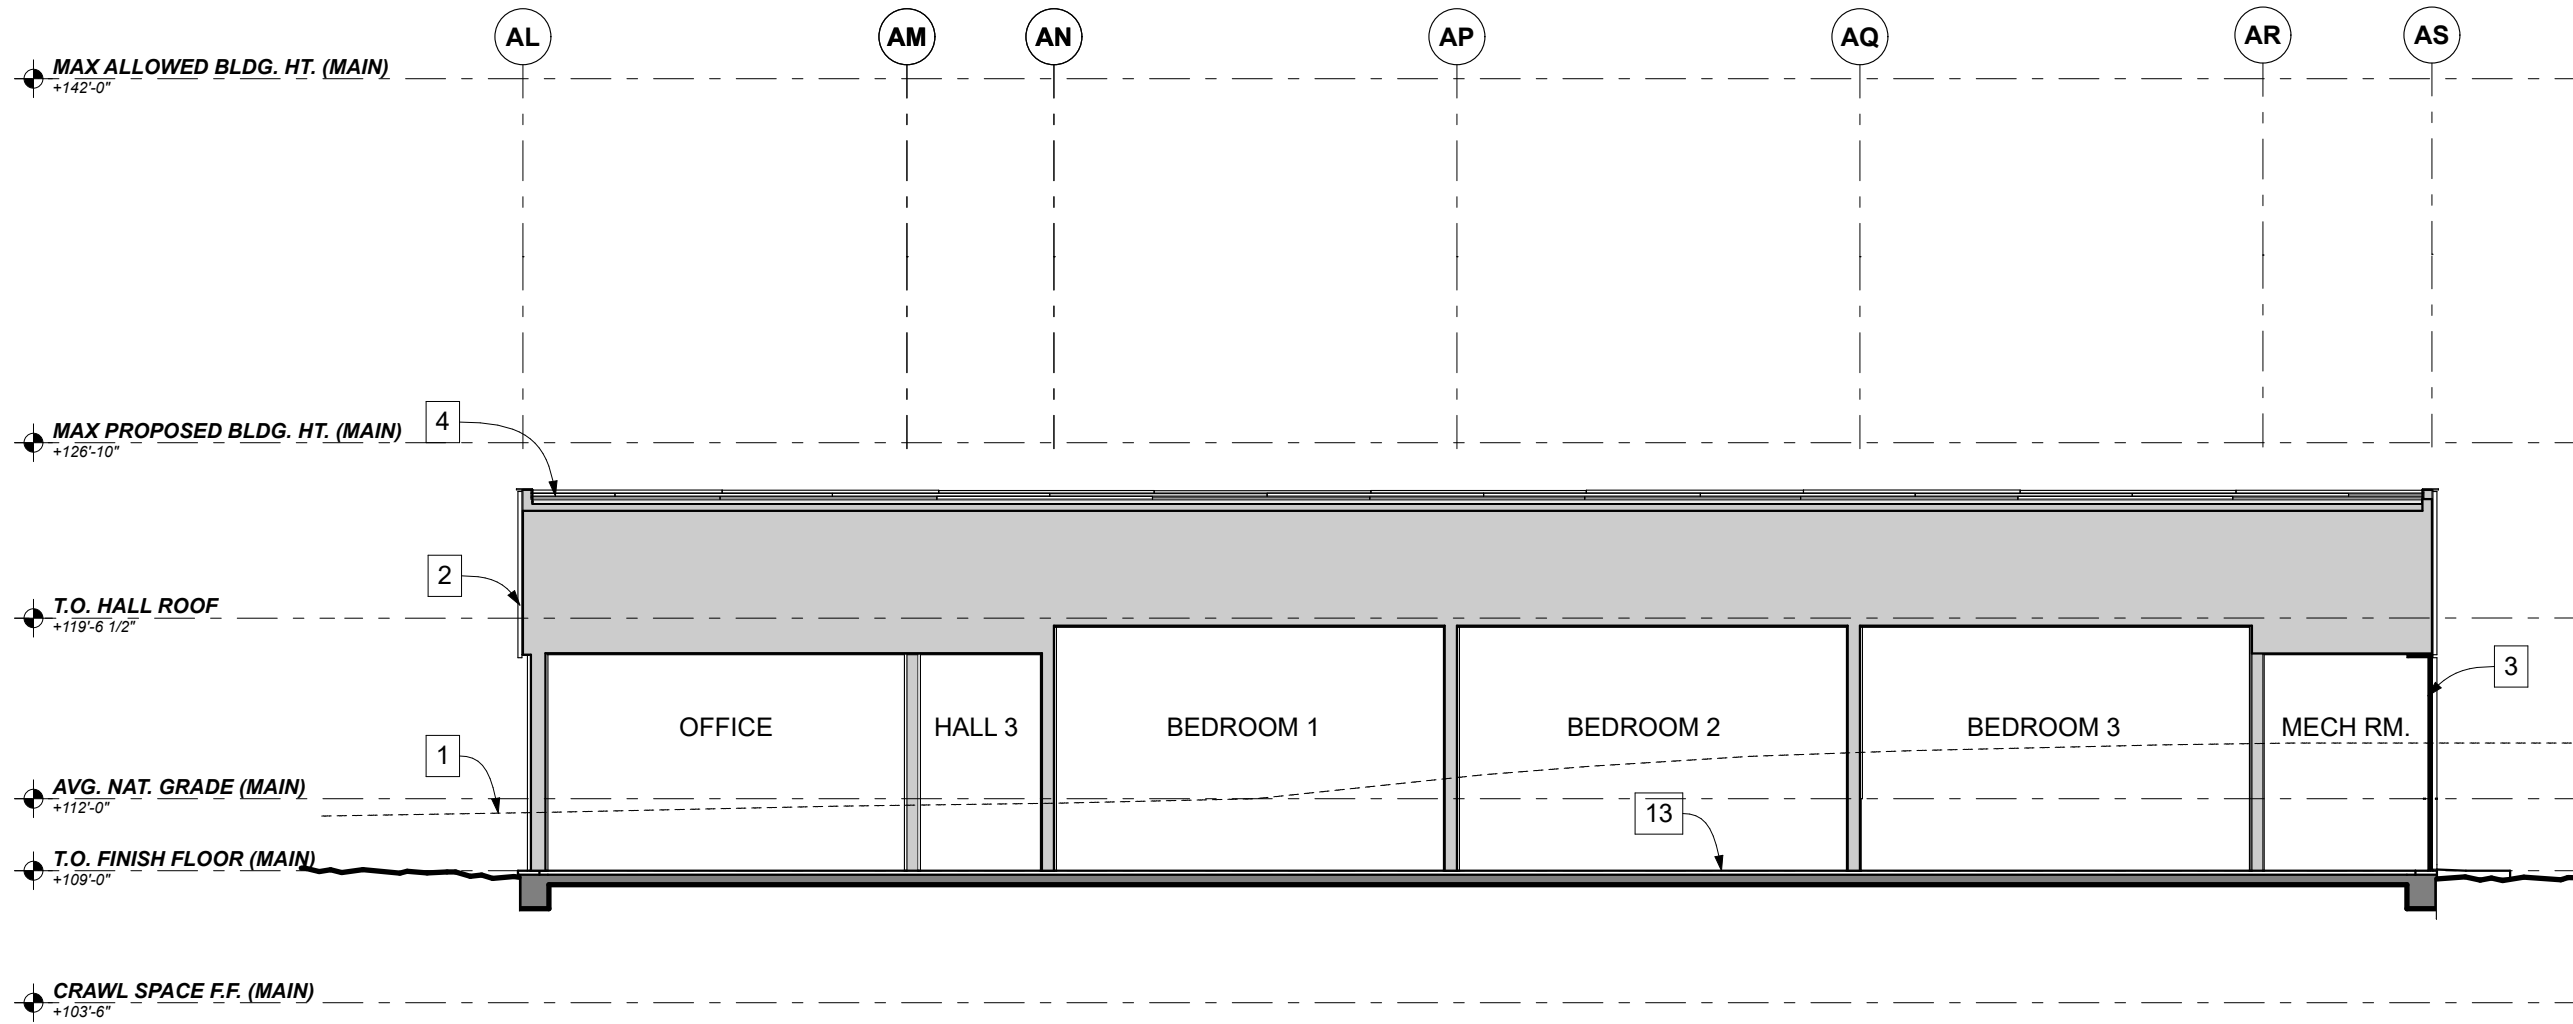 AL AM AN AP AQ AR AS
MAX ALLOWED BLDG. HT. (MAIN)
+142'-0"
4
MAX PROPOSED BLDG. HT. (MAIN)
+126'-10"
2
T.O. HALL ROOF
+119'-6 1/2"
3
OFFICE HALL 3 BEDROOM 1 BEDROOM 2 BEDROOM 3 MECH RM.
1
AVG. NAT. GRADE (MAIN)
+112'-0"
13
T.O. FINISH FLOOR (MAIN)
+109'-0"
CRAWL SPACE F.F. (MAIN)
+103'-6"